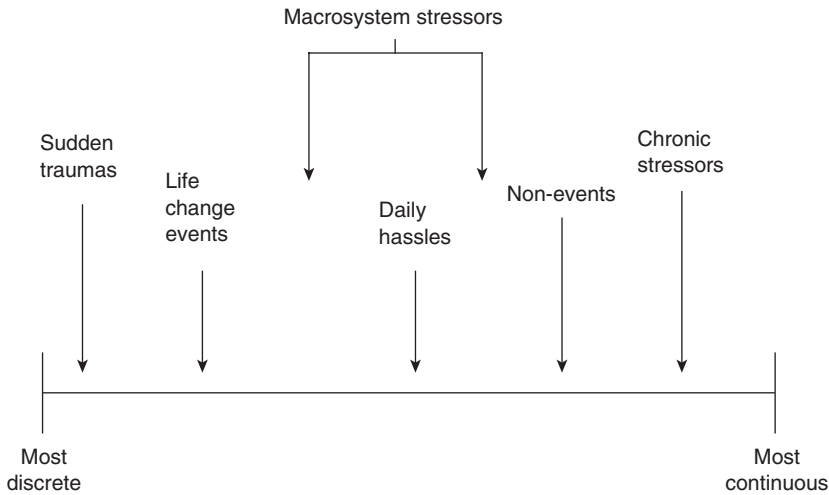 Macrosystem stressors
Sudden
traumas
Life
change
events
Daily
hassles
Non-events
Chronic
stressors
Most
discrete
Most
continuous